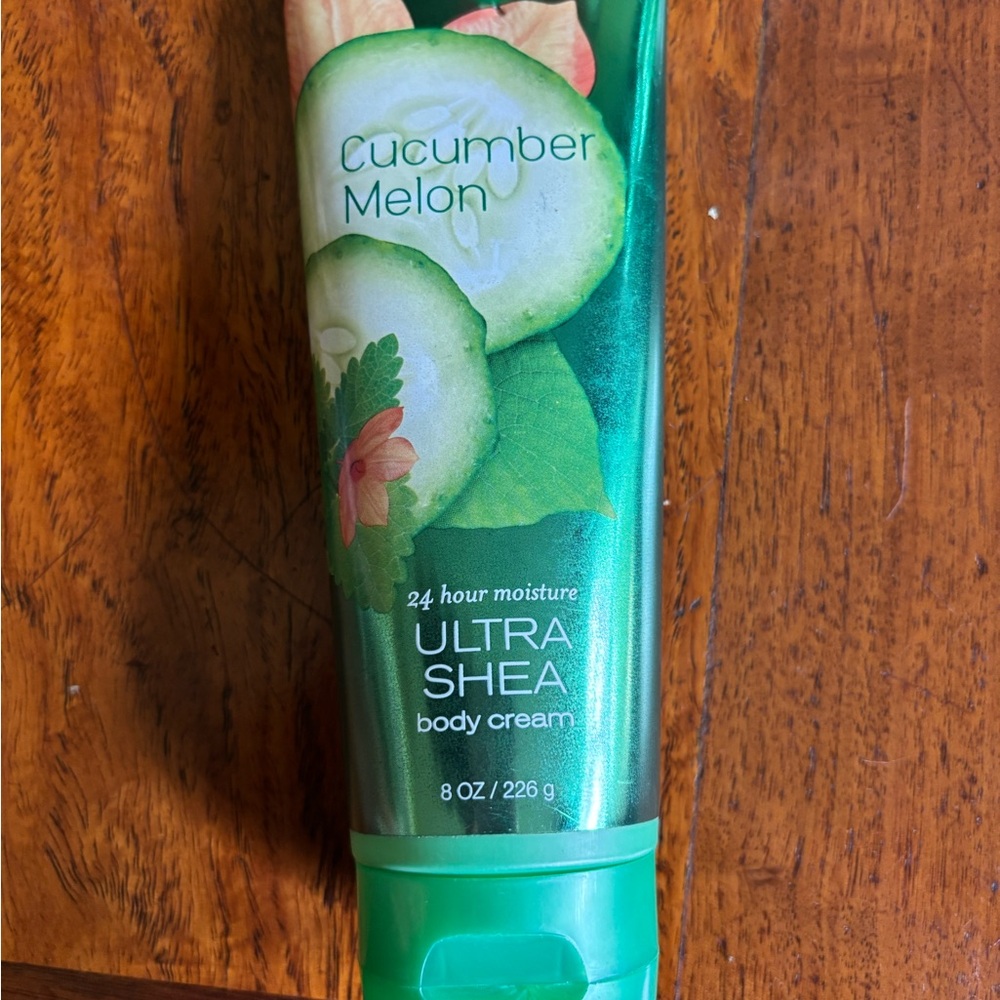 Cucumber
Melon
24 hour moisture
ULTRA
SHEA
body cream
8 OZ / 226 g